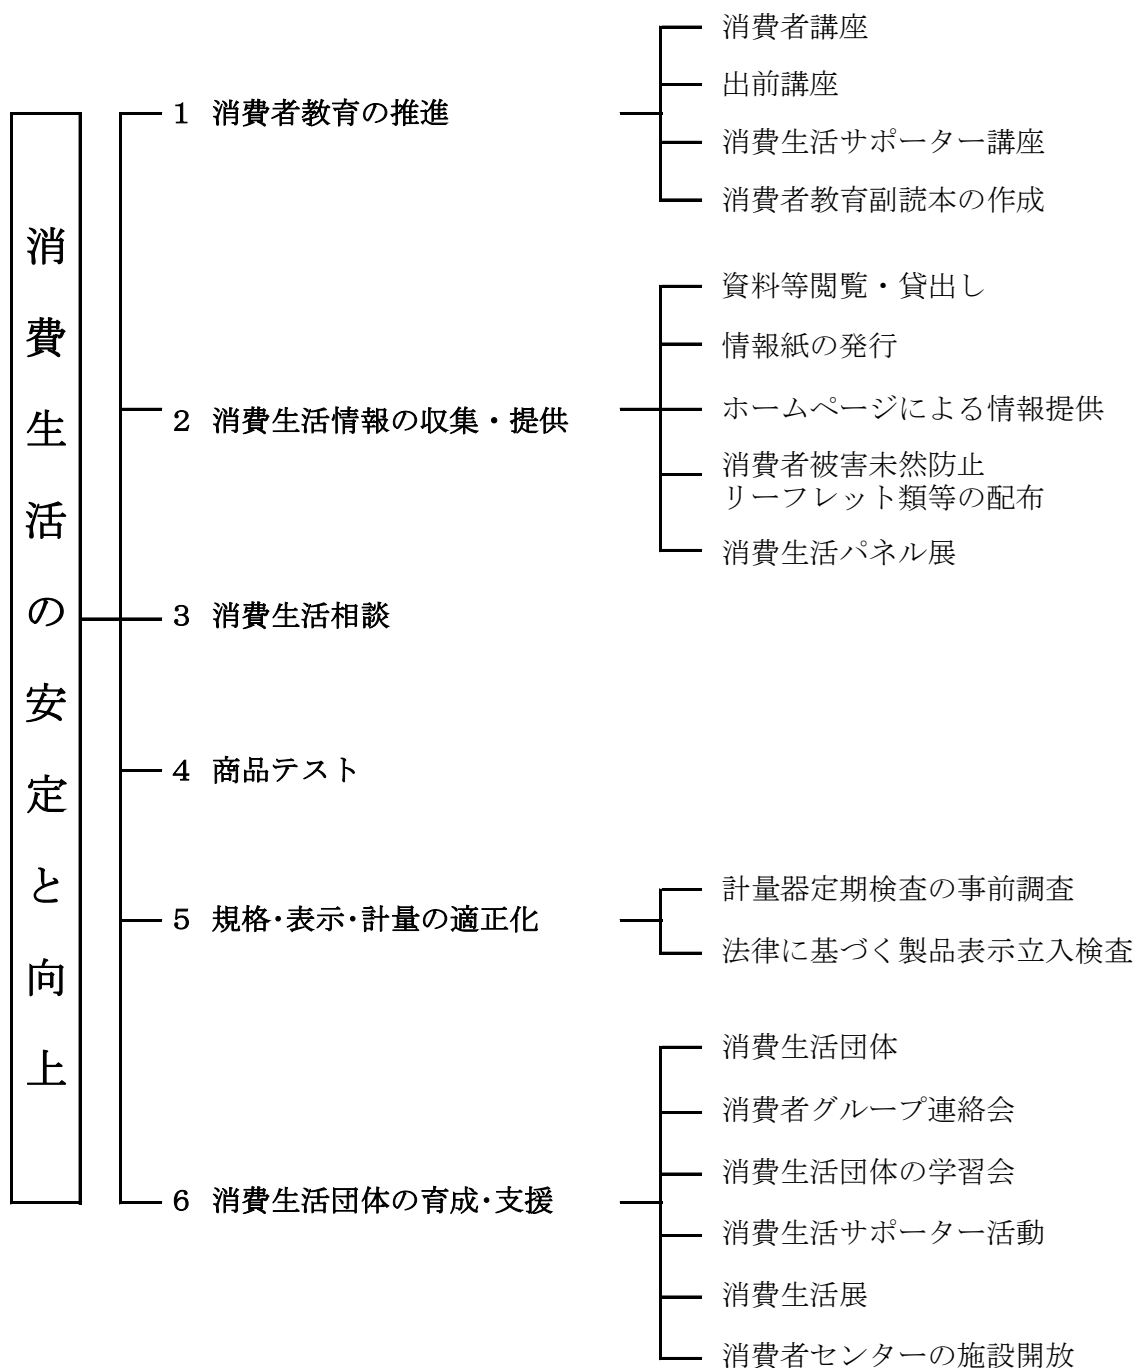 消費生活の安定と向上
1 消費者教育の推進
消費者講座
出前講座
消費生活サポーター講座
消費者教育副読本の作成
2 消費生活情報の収集・提供
資料等閲覧・貸出し
情報紙の発行
ホームページによる情報提供
消費者被害未然防止
リーフレット類等の配布
消費生活パネル展
3 消費生活相談
4 商品テスト
5 規格･表示･計量の適正化
計量器定期検査の事前調査
法律に基づく製品表示立入検査
6 消費生活団体の育成･支援
消費生活団体
消費者グループ連絡会
消費生活団体の学習会
消費生活サポーター活動
消費生活展
消費者センターの施設開放